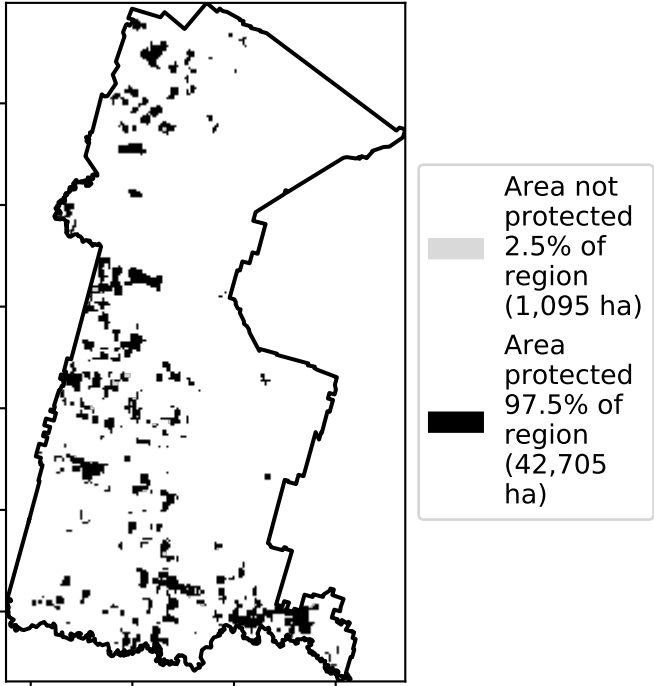 Area not
protected
2.5% of
region
(1,095 ha)
Area
protected
97.5% of
region
(42,705
ha)